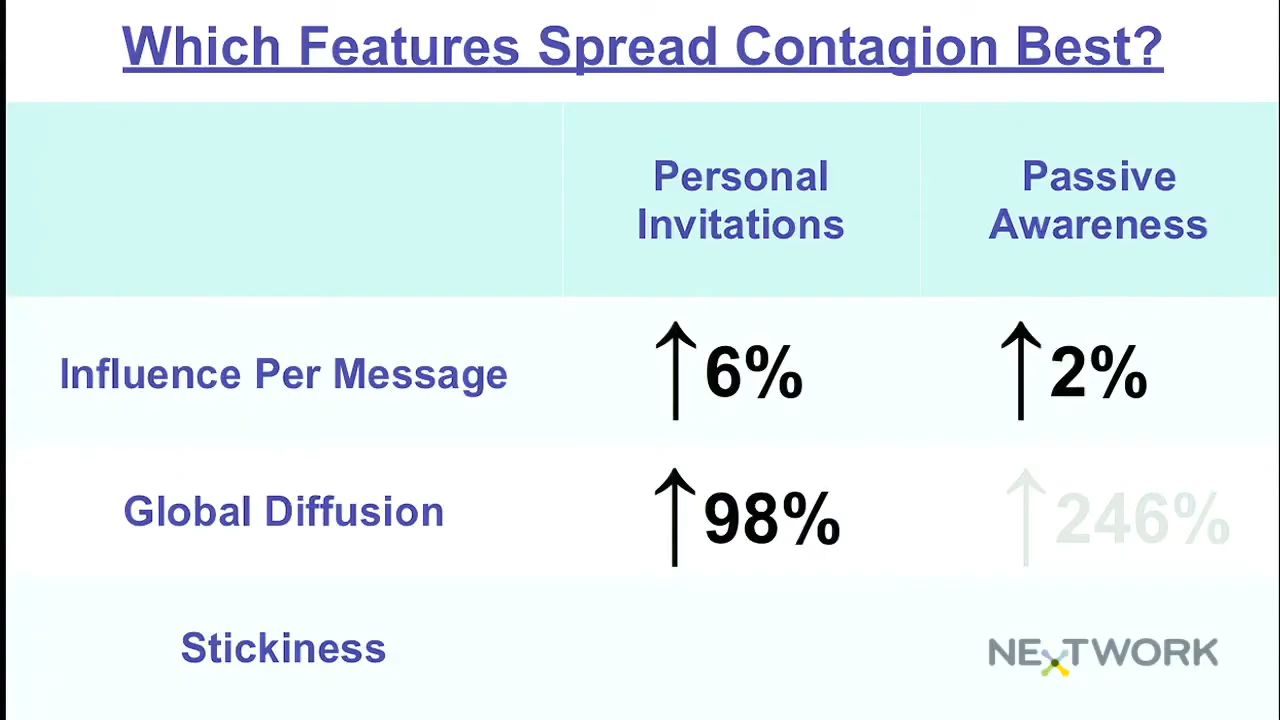 Which Features Spread Contagion Best?
Personal Invitations
Passive Awareness
Influence Per Message ↑6% ↑2%
Global Diffusion ↑98% ↑246%
Stickiness
NEXTWORK